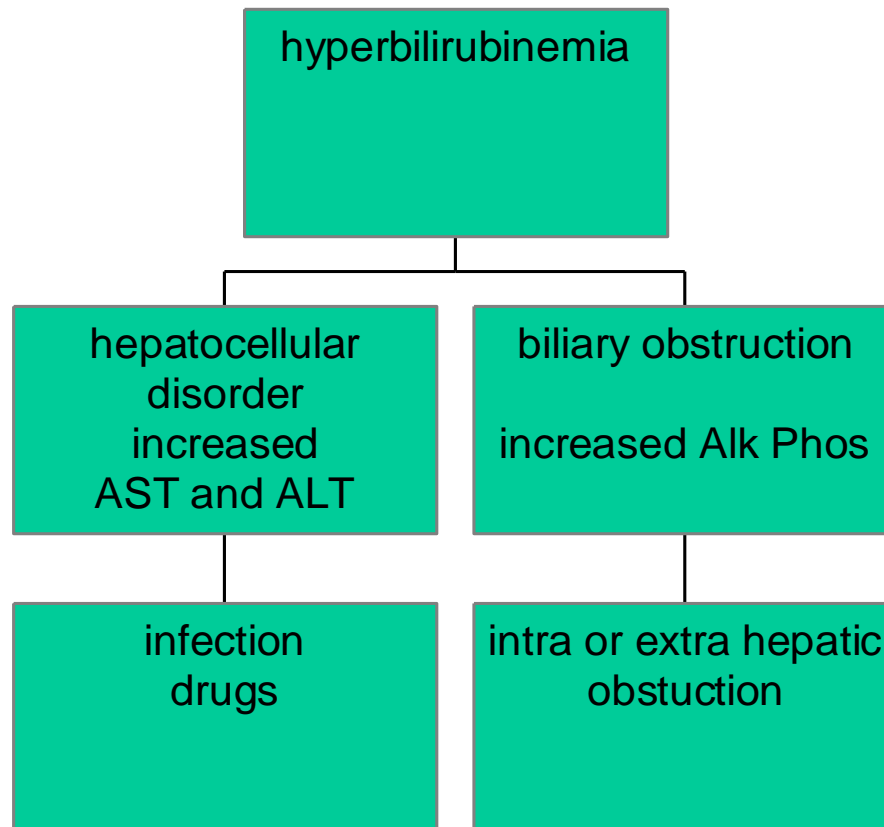 hyperbilirubinemia
hepatocellular
disorder
increased
AST and ALT
biliary obstruction
increased Alk Phos
infection
drugs
intra or extra hepatic
obstuction